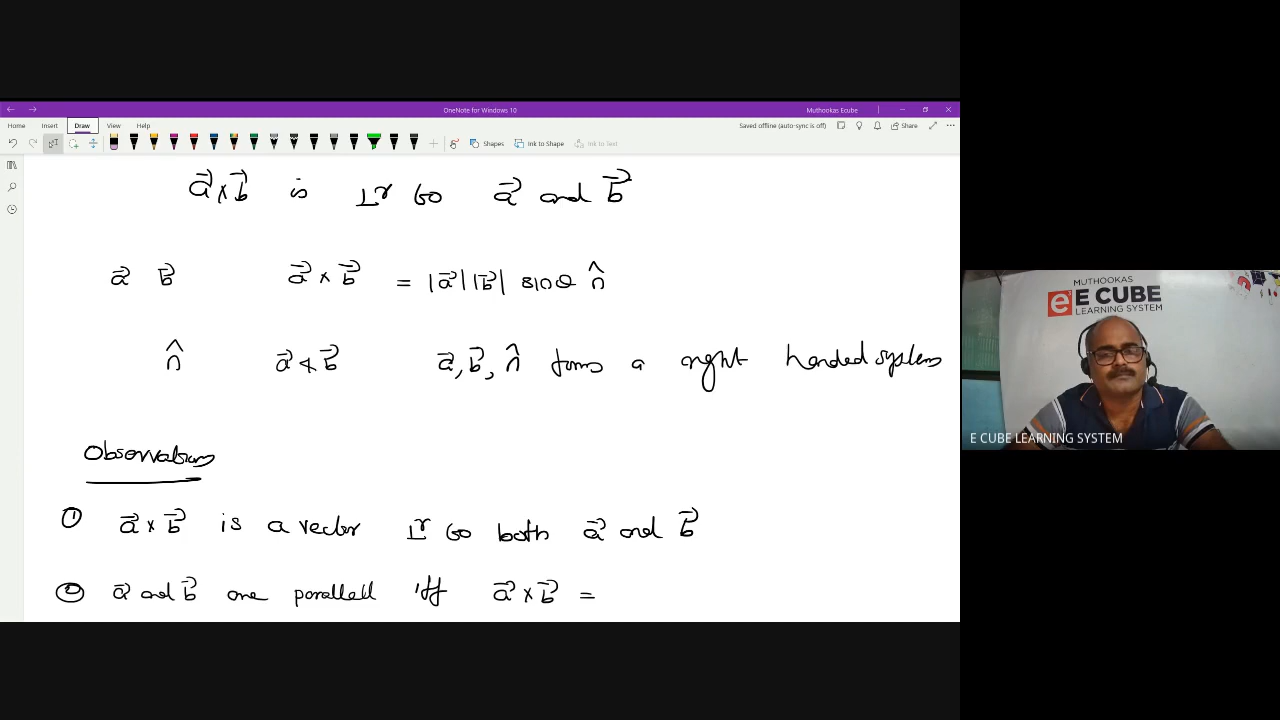 OneNote for Windows 10
Muthookas Ecube
Home Insert Draw View Help
Saved offline (auto-sync is off)
Share
Shapes
Ink to Shape
Ink to Text
a⃗ × b⃗ is ⊥r to a⃗ and b⃗
a⃗ b⃗ a⃗ × b⃗ = |a⃗| |b⃗| sinθ n̂
n̂ a⃗ & b⃗ a⃗, b⃗, n̂ forms a right handed system
Observations
① a⃗ × b⃗ is a vector ⊥r to both a⃗ and b⃗
② a⃗ and b⃗ are parallell iff a⃗ × b⃗ =
MUTHOOKAS
e³ E CUBE
LEARNING SYSTEM
E CUBE LEARNING SYSTEM